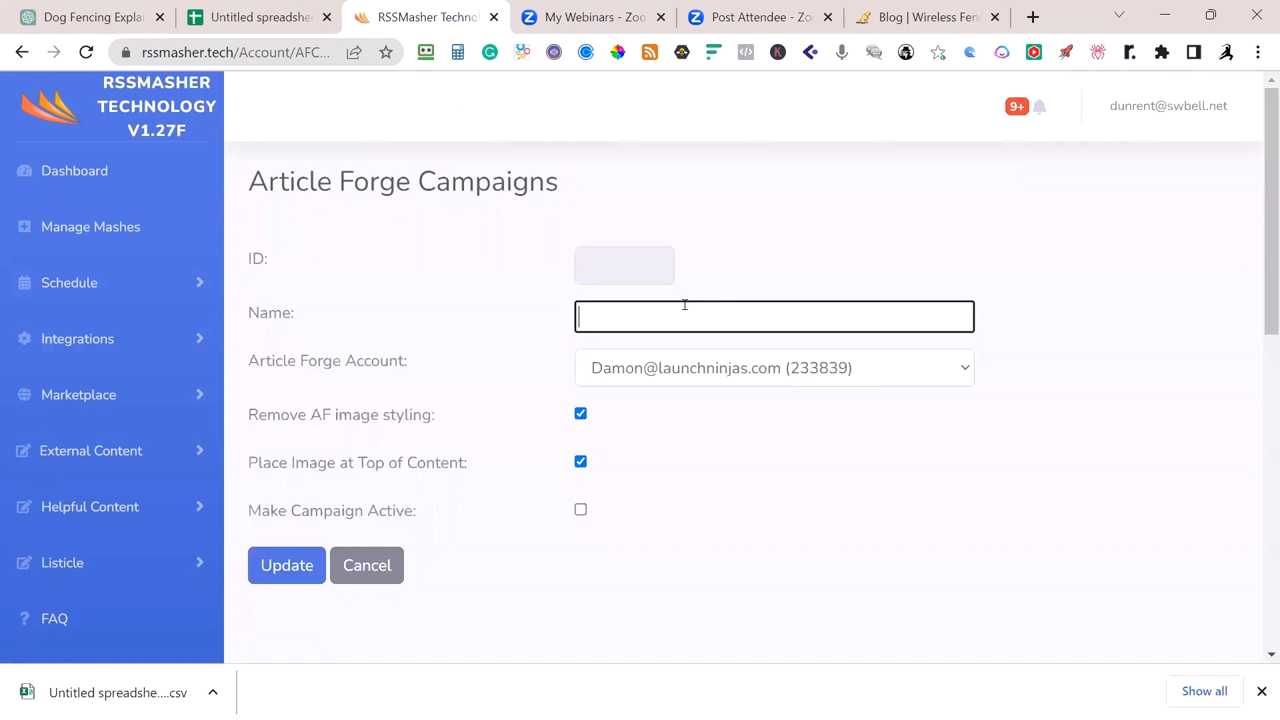 Dog Fencing Expla
Untitled spreadshe
RSSMasher Techno
My Webinars - Zoo
Post Attendee - Zo
Blog | Wireless Fen
rssmasher.tech/Account/AFC...
RSSMASHER
TECHNOLOGY
V1.27F
9+
dunrent@swbell.net
Dashboard
Manage Mashes
Schedule
Integrations
Marketplace
External Content
Helpful Content
Listicle
FAQ
Article Forge Campaigns
ID:
Name:
Article Forge Account:
Damon@launchninjas.com (233839)
Remove AF image styling:
Place Image at Top of Content:
Make Campaign Active:
Update
Cancel
Untitled spreadshe....csv
Show all